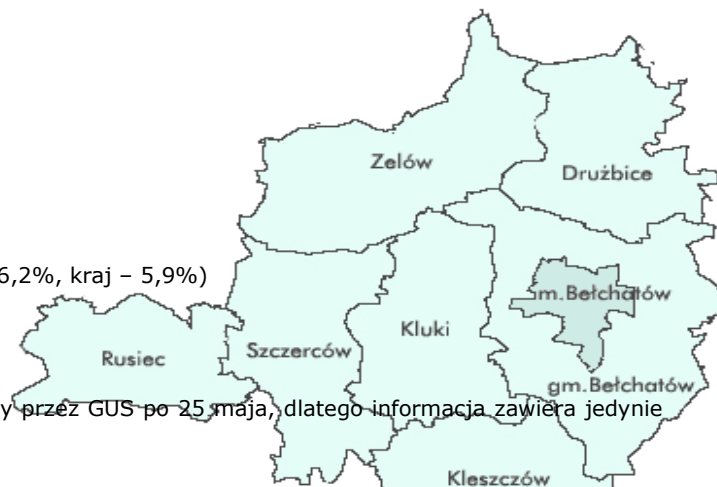 Zelów
Drużbice
6,2%, kraj – 5,9%)
m.Bełchatów
Kluki
Szczerców
Rusiec
gm.Bełchatów
y przez GUS po 25 maja, dlatego informacja zawiera jedynie
Kleszczów